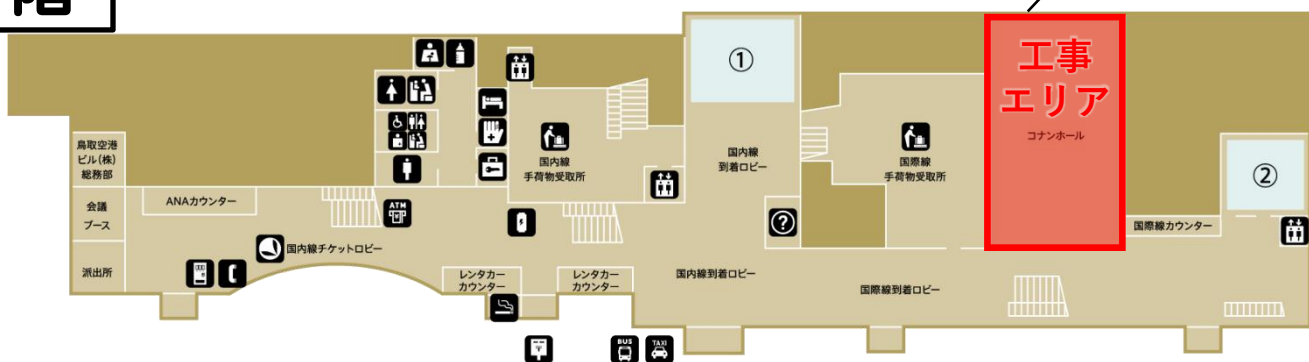 階
工事
エリア
コナンホール
①
②
鳥取空港
ビル(株)
総務部
会議
ブース
派出所
ANAカウンター
国内線チケットロビー
ATM
国内線
手荷物受取所
国内線
到着ロビー
国際線
手荷物受取所
国際線カウンター
?
レンタカー
カウンター
レンタカー
カウンター
国内線到着ロビー
国際線到着ロビー
BUS
TAXI